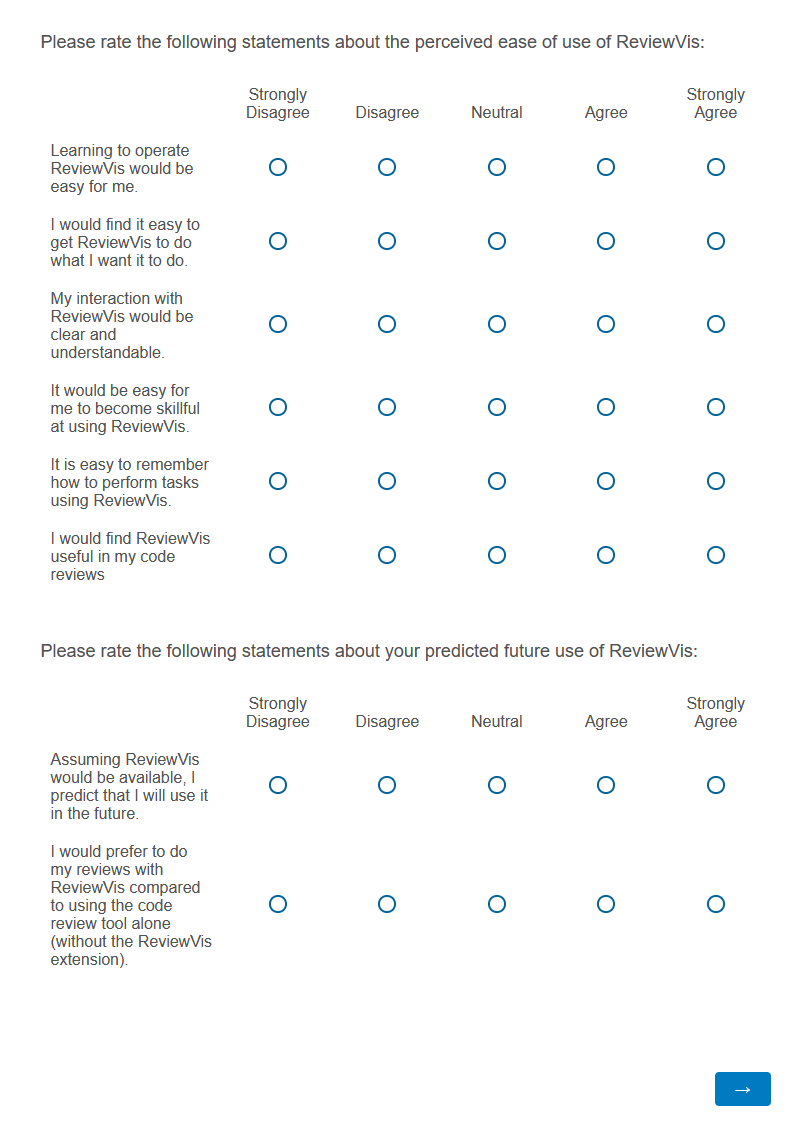 Please rate the following statements about the perceived ease of use of ReviewVis:
Strongly Disagree Disagree Neutral Agree Strongly Agree
Learning to operate
ReviewVis would be
easy for me.
I would find it easy to
get ReviewVis to do
what I want it to do.
My interaction with
ReviewVis would be
clear and
understandable.
It would be easy for
me to become skillful
at using ReviewVis.
It is easy to remember
how to perform tasks
using ReviewVis.
I would find ReviewVis
useful in my code
reviews
Please rate the following statements about your predicted future use of ReviewVis:
Strongly Disagree Disagree Neutral Agree Strongly Agree
Assuming ReviewVis
would be available, I
predict that I will use it
in the future.
I would prefer to do
my reviews with
ReviewVis compared
to using the code
review tool alone
(without the ReviewVis
extension).
→